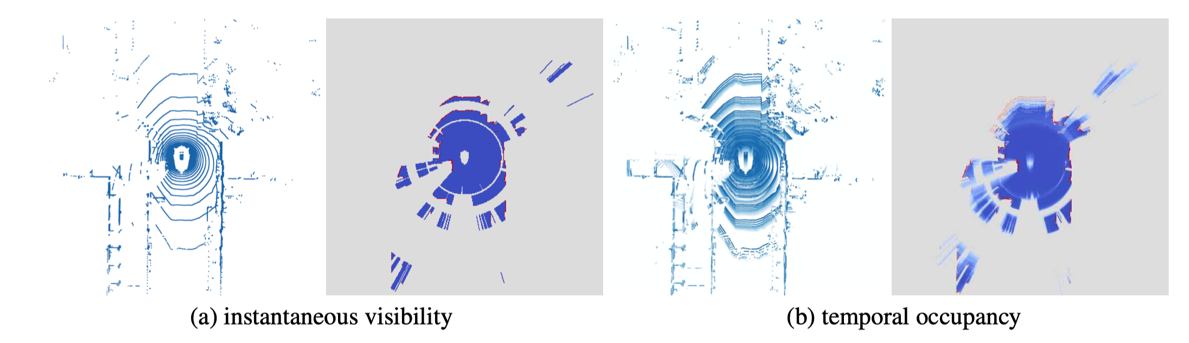 (a) instantaneous visibility
(b) temporal occupancy